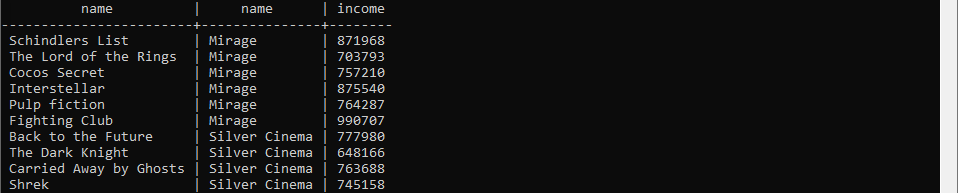 name | name | income
-------------------------+---------------+--------
Schindlers List | Mirage | 871968
The Lord of the Rings | Mirage | 703793
Cocos Secret | Mirage | 757210
Interstellar | Mirage | 875540
Pulp fiction | Mirage | 764287
Fighting Club | Mirage | 990707
Back to the Future | Silver Cinema | 777980
The Dark Knight | Silver Cinema | 648166
Carried Away by Ghosts | Silver Cinema | 763688
Shrek | Silver Cinema | 745158